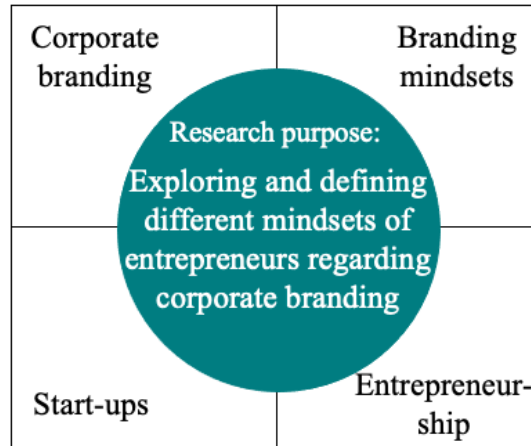 Corporate
branding
Branding
mindsets
Research purpose:
Exploring and defining
different mindsets of
entrepreneurs regarding
corporate branding
Start-ups
Entrepreneur-
ship